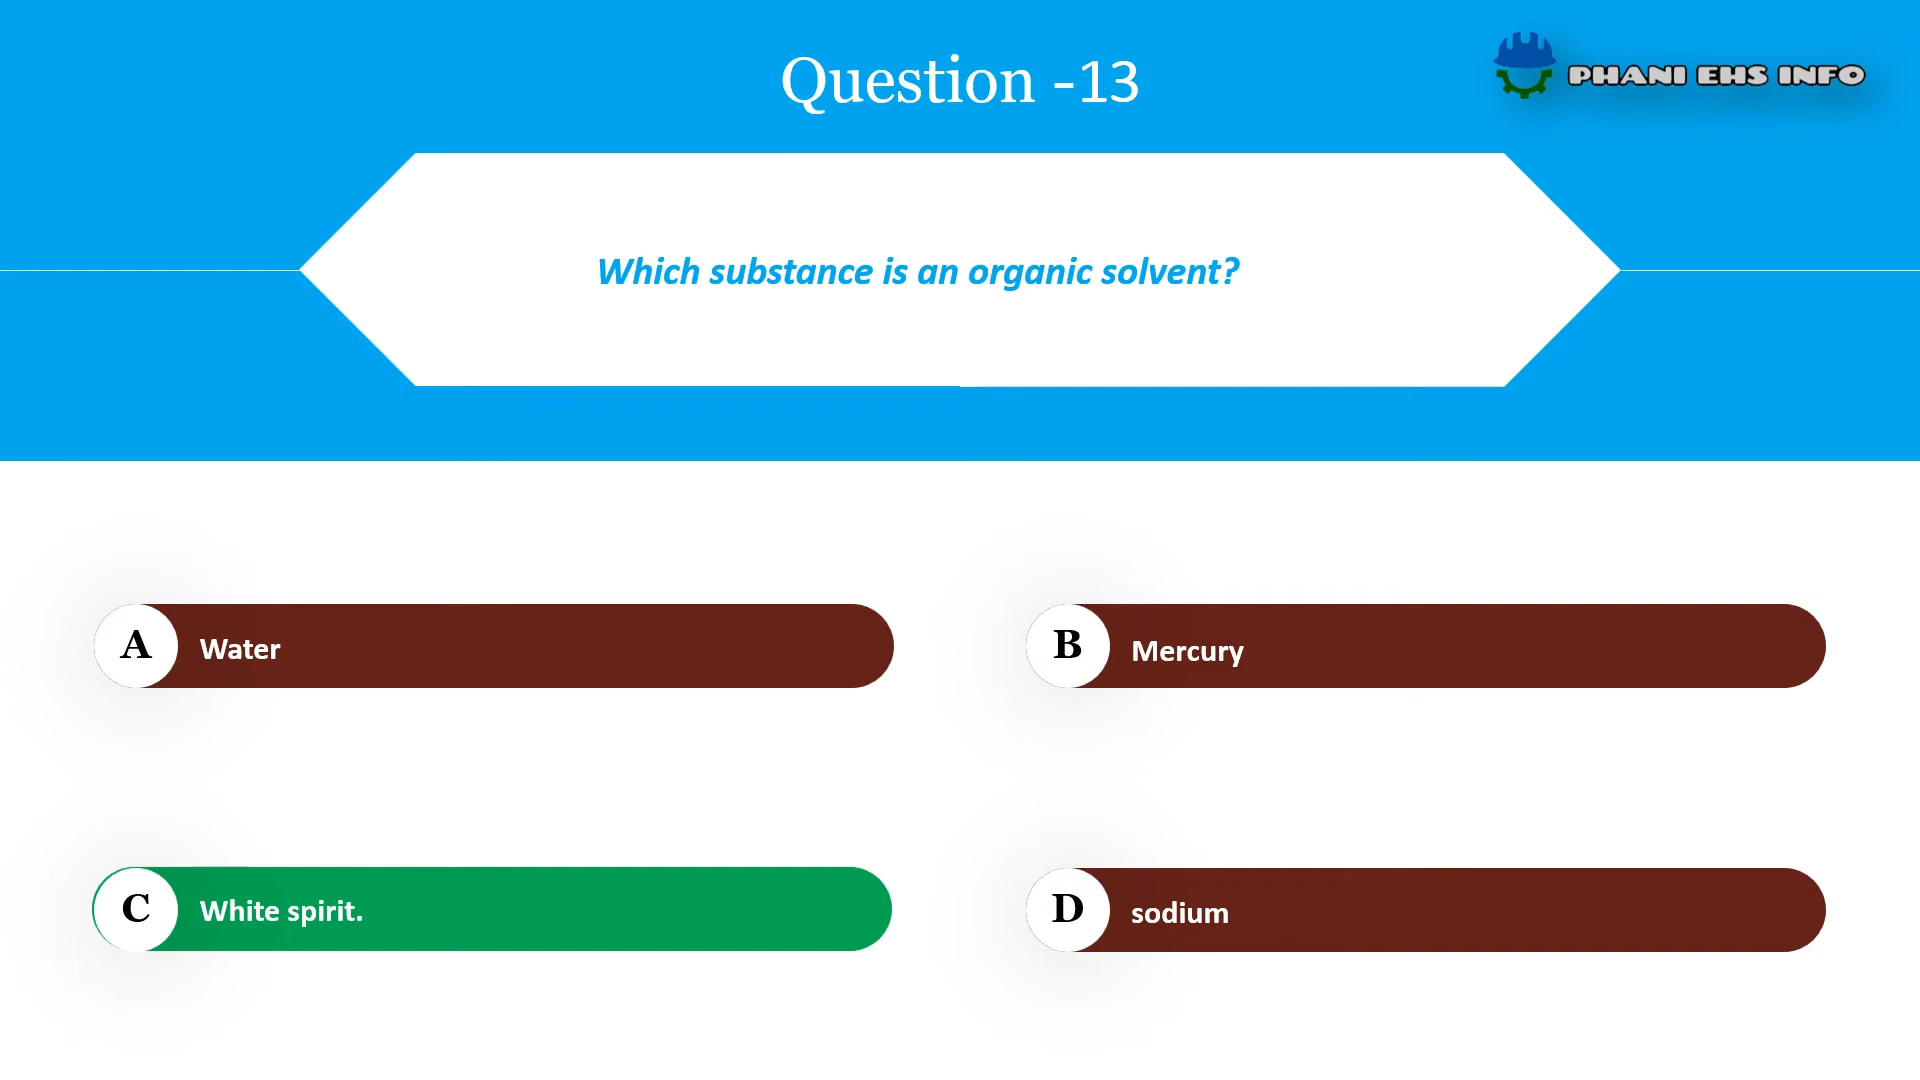 Question -13
PHANI EHS INFO
Which substance is an organic solvent?
A Water
B Mercury
C White spirit.
D sodium